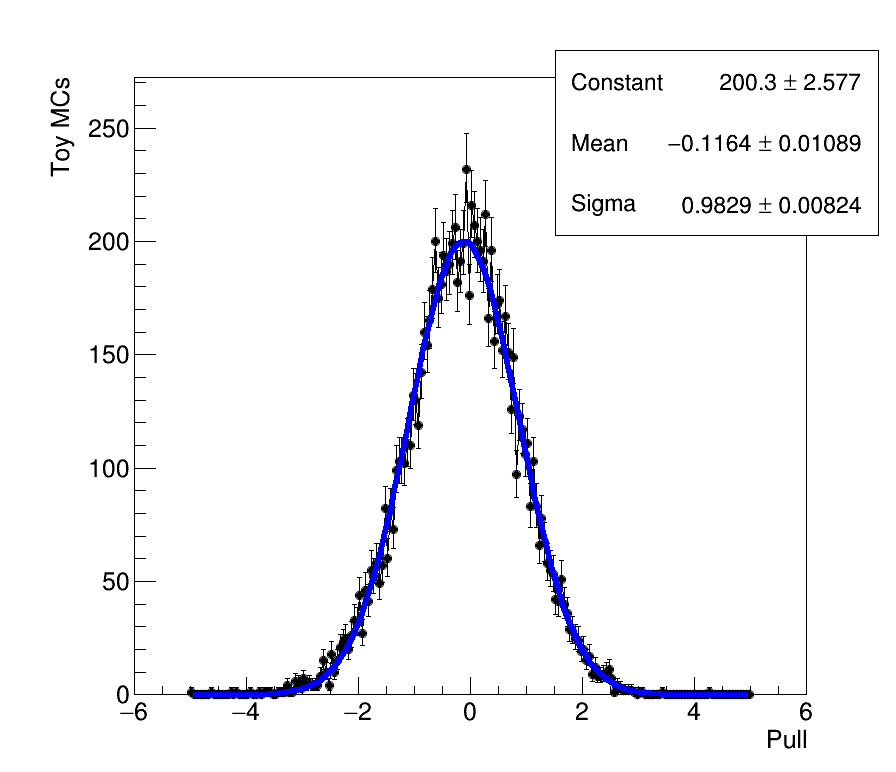 Constant 200.3 ± 2.577
Mean −0.1164 ± 0.01089
Sigma 0.9829 ± 0.00824
Toy MCs
250
200
150
100
50
0
−6 −4 −2 0 2 4 6
Pull